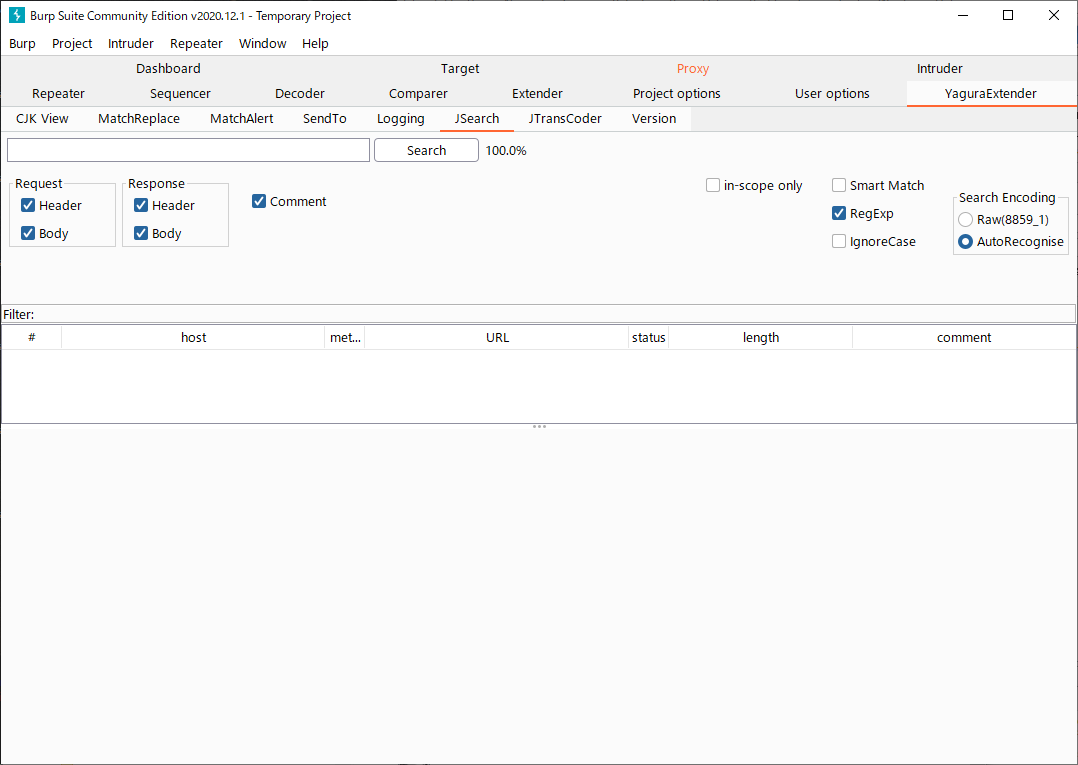 Burp Suite Community Edition v2020.12.1 - Temporary Project
Burp Project Intruder Repeater Window Help
Dashboard Target Proxy Intruder
Repeater Sequencer Decoder Comparer Extender Project options User options YaguraExtender
CJK View MatchReplace MatchAlert SendTo Logging JSearch JTransCoder Version
Search 100.0%
Request Response
in-scope only Smart Match
Search Encoding
Header Header Comment
RegExp Raw(8859_1)
Body Body IgnoreCase AutoRecognise
Filter:
# host met... URL status length comment